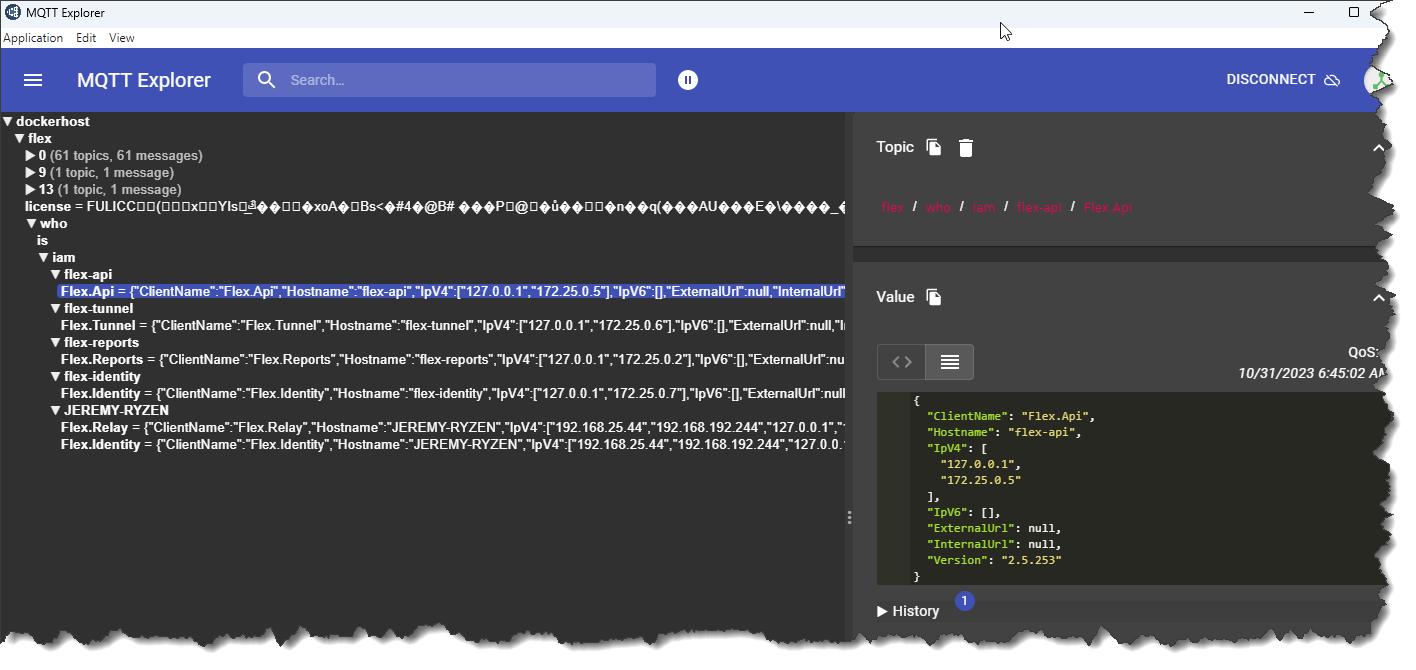 MQTT Explorer
Application Edit View
MQTT Explorer
Search...
DISCONNECT
▼ dockerhost
▼ flex
▶ 0 (61 topics, 61 messages)
▶ 9 (1 topic, 1 message)
▶ 13 (1 topic, 1 message)
license = FULICC
▼ who
is
▼ iam
▼ flex-api
Flex.Api = {"ClientName":"Flex.Api","Hostname":"flex-api","IpV4":["127.0.0.1","172.25.0.5"],"IpV6":[],"ExternalUrl":null,"InternalUrl"
▼ flex-tunnel
Flex.Tunnel = {"ClientName":"Flex.Tunnel","Hostname":"flex-tunnel","IpV4":["127.0.0.1","172.25.0.6"],"IpV6":[],"ExternalUrl":null,"I
▼ flex-reports
Flex.Reports = {"ClientName":"Flex.Reports","Hostname":"flex-reports","IpV4":["127.0.0.1","172.25.0.2"],"IpV6":[],"ExternalUrl":nu
▼ flex-identity
Flex.Identity = {"ClientName":"Flex.Identity","Hostname":"flex-identity","IpV4":["127.0.0.1","172.25.0.7"],"IpV6":[],"ExternalUrl":null
▼ JEREMY-RYZEN
Flex.Relay = {"ClientName":"Flex.Relay","Hostname":"JEREMY-RYZEN","IpV4":["192.168.25.44","192.168.192.244","127.0.0.1","
Flex.Identity = {"ClientName":"Flex.Identity","Hostname":"JEREMY-RYZEN","IpV4":["192.168.25.44","192.168.192.244","127.0.0.
Topic
flex / who / iam / flex-api / Flex.Api
Value
QoS:
10/31/2023 6:45:02 AM
{
"ClientName": "Flex.Api",
"Hostname": "flex-api",
"IpV4": [
"127.0.0.1",
"172.25.0.5"
],
"IpV6": [],
"ExternalUrl": null,
"InternalUrl": null,
"Version": "2.5.253"
}
▶ History 1